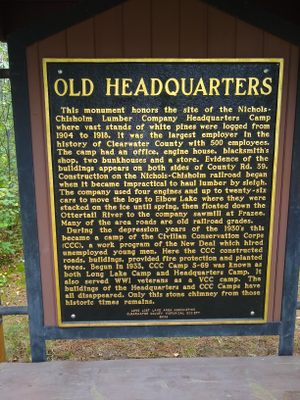 OLD HEADQUARTERS
This monument honors the site of the Nichols-
Chisholm Lumber Company Headquarters Camp
where vast stands of white pines were logged from
1904 to 1918. It was the largest employer in the
history of Clearwater County with 500 employees.
The camp had an office, engine house, blacksmith's
shop, two bunkhouses and a store. Evidence of the
buildings appears on both sides of County Rd. 39.
Construction on the Nichols-Chisholm railroad began
when it became impractical to haul lumber by sleigh.
The company used four engines and up to twenty-six
cars to move the logs to Elbow Lake where they were
stacked on the ice until spring, then floated down the
Ottertail River to the company sawmill at Frazee.
Many of the area roads are old railroad grades.
During the depression years of the 1930's this
became a camp of the Civilian Conservation Corps
(CCC), a work program of the New Deal which hired
unemployed young men. Here the CCC constructed
roads, buildings, provided fire protection and planted
trees. Begun in 1933, CCC Camp S-69 was known as
both Long Lake Camp and Headquarters Camp. It
also served WWI veterans as a VCC camp. The
buildings of the Headquarters and CCC Camps have
all disappeared. Only this stone chimney from those
historic times remains.
LONG LOST LAKE ASSOCIATION
CLEARWATER COUNTY HISTORICAL SOCIETY